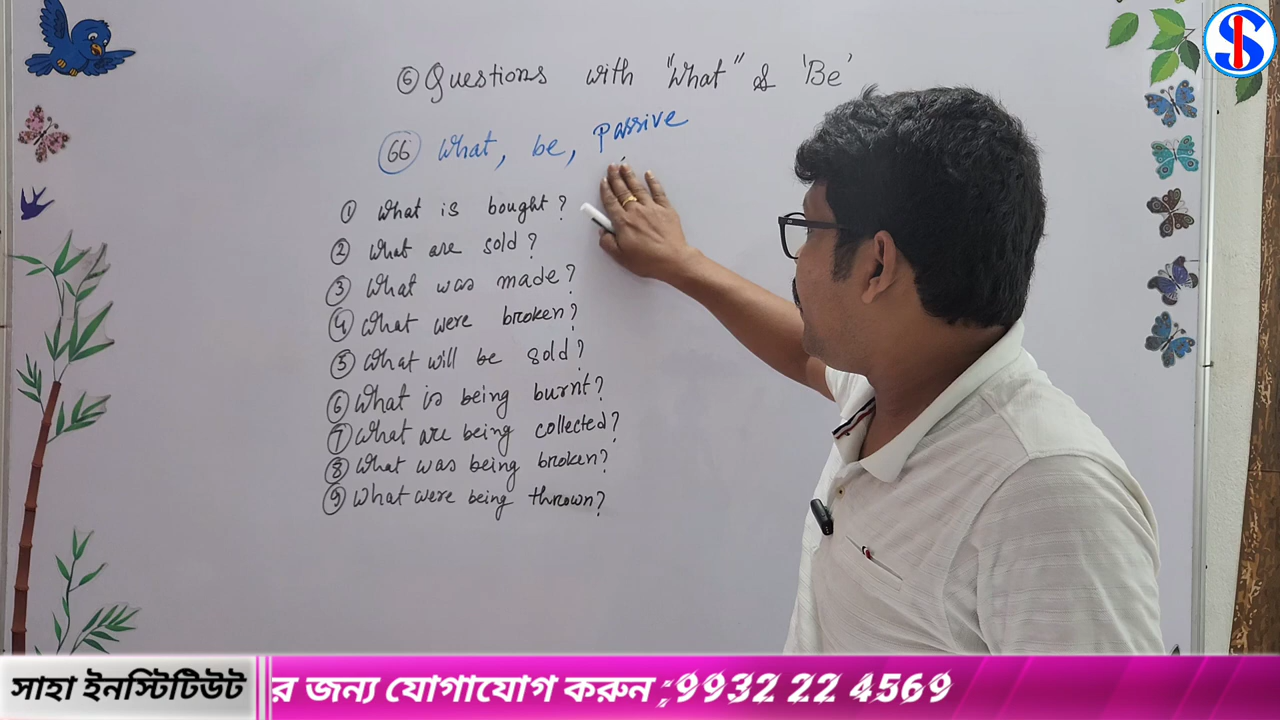 ⑥ Questions with "What" & 'Be'
66 What, be, passive
① What is bought?
② What are sold?
③ What was made?
④ What were broken?
⑤ What will be sold?
⑥ What is being burnt?
⑦ What are being collected?
⑧ What was being broken?
⑨ What were being thrown?
সাহা ইনস্টিটিউট র জন্য যোগাযোগ করুন ;9932 22 4569